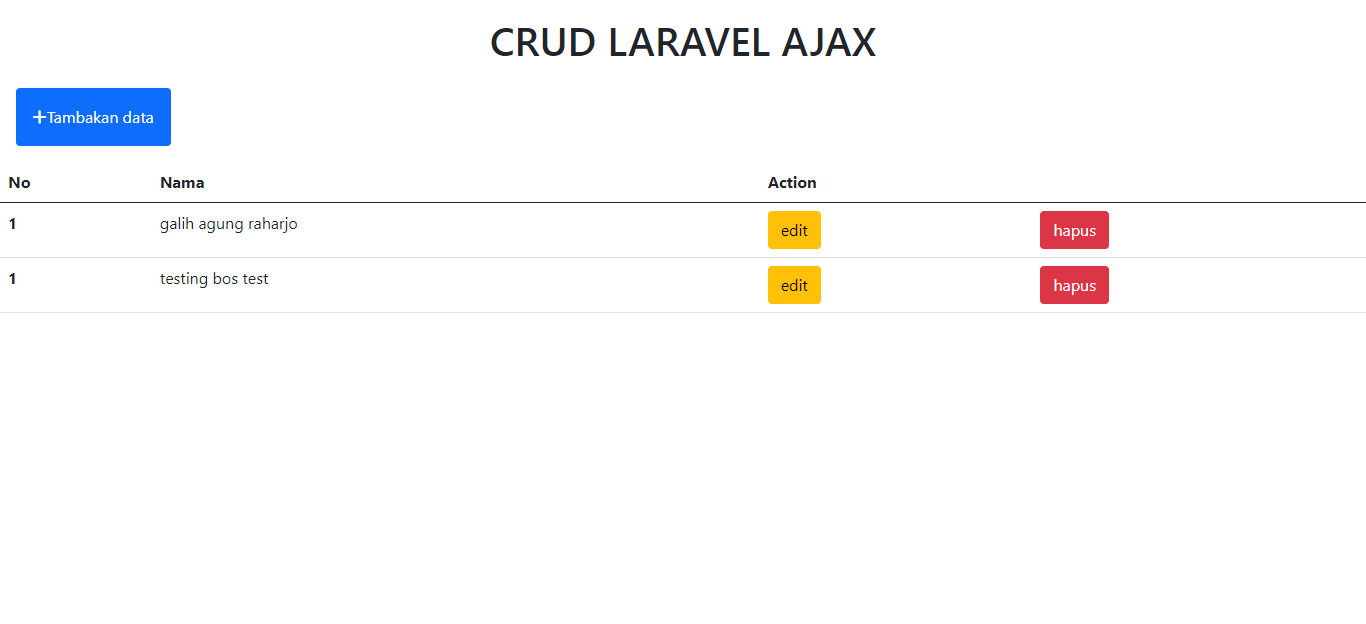 CRUD LARAVEL AJAX
+Tambakan data
No Nama Action
1 galih agung raharjo edit hapus
1 testing bos test edit hapus